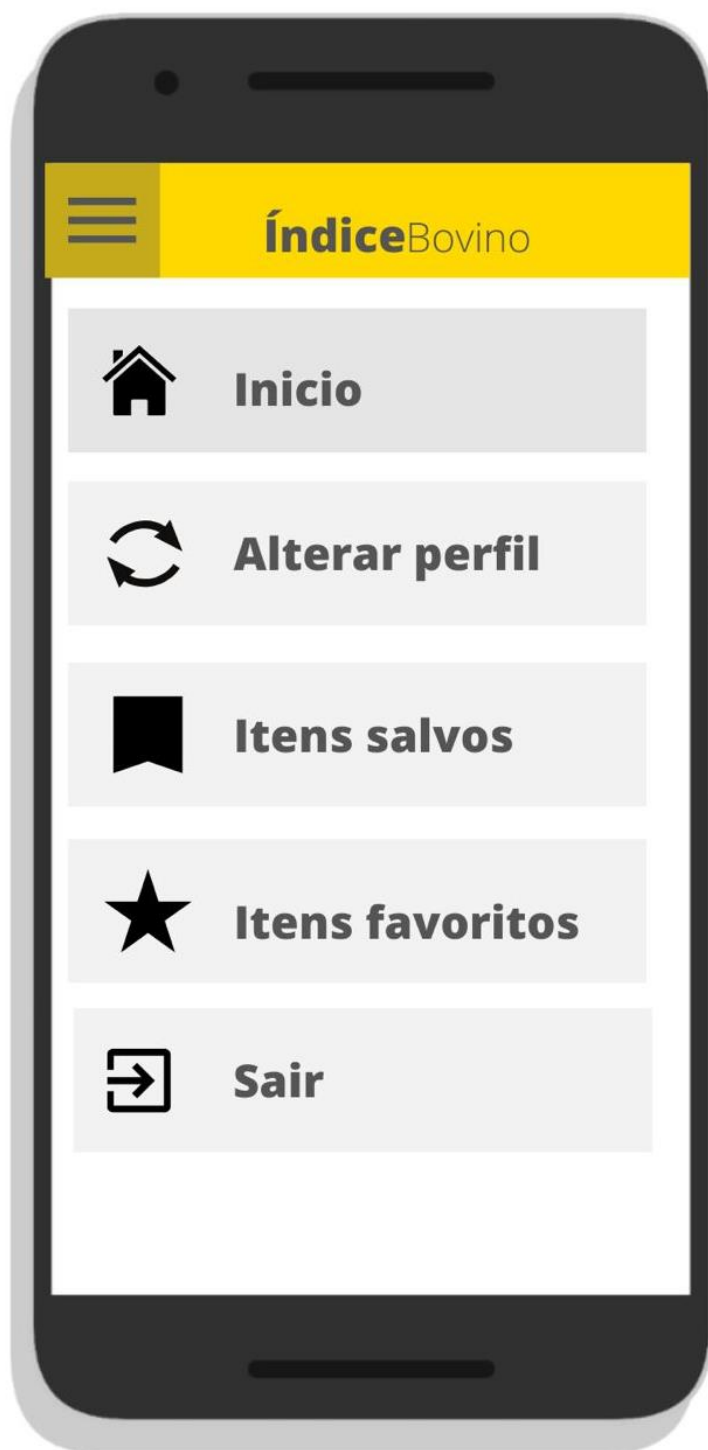 ÍndiceBovino
Inicio
Alterar perfil
Itens salvos
Itens favoritos
Sair